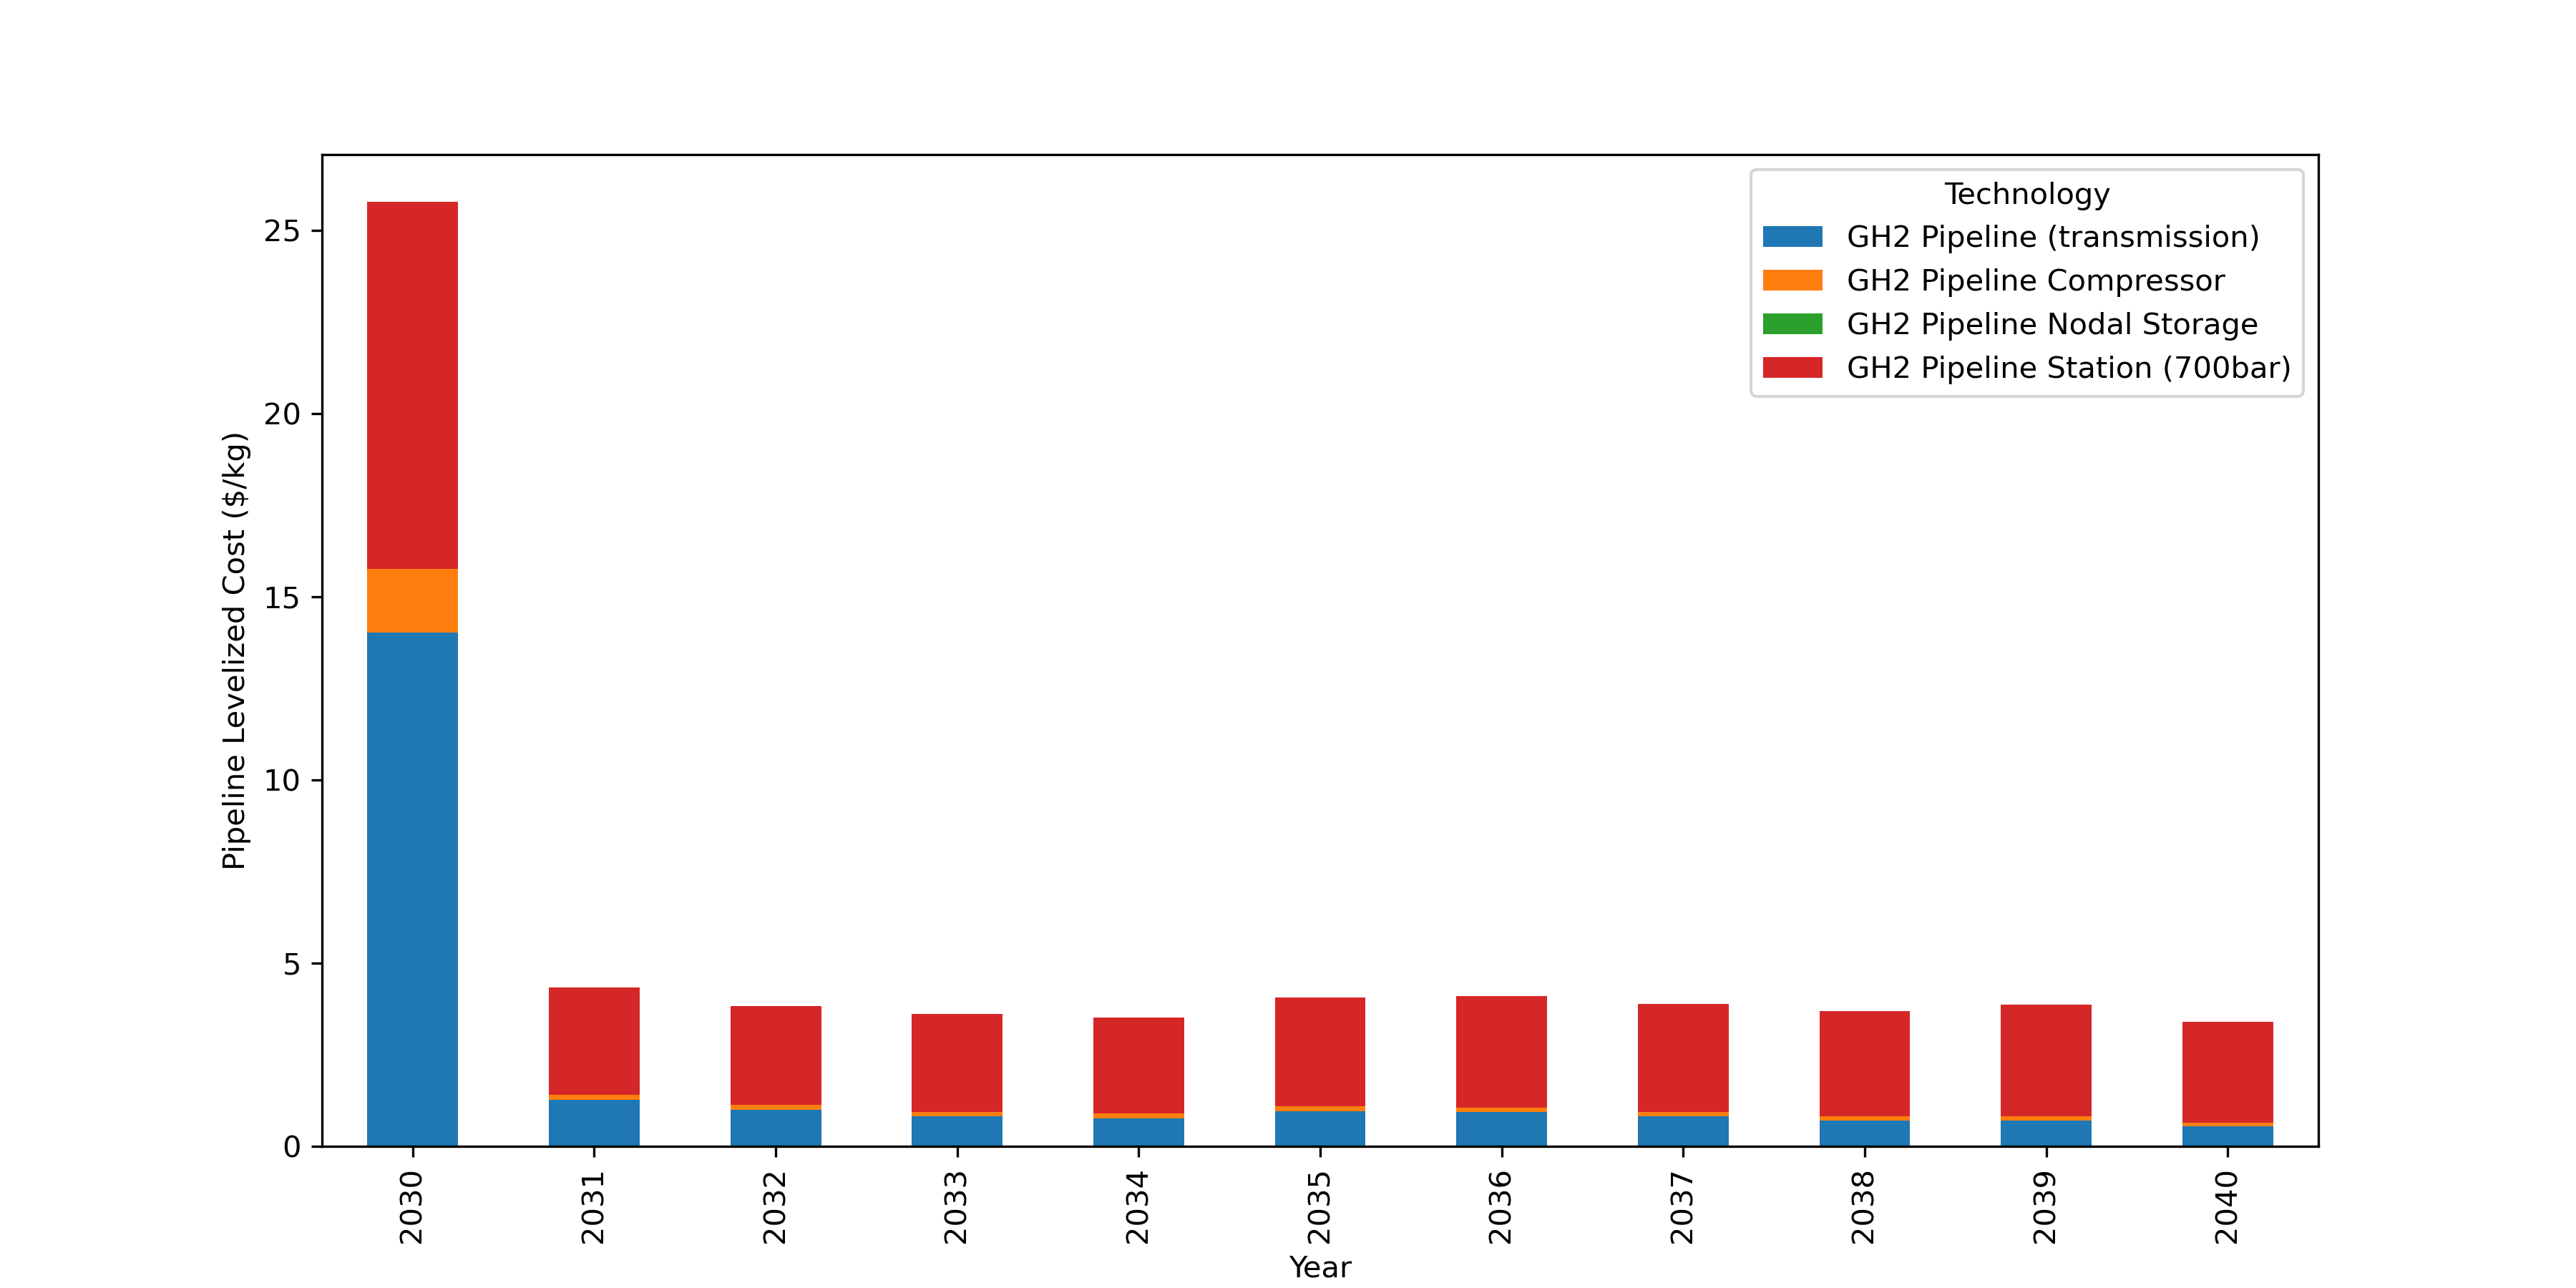 Technology
GH2 Pipeline (transmission)
GH2 Pipeline Compressor
GH2 Pipeline Nodal Storage
GH2 Pipeline Station (700bar)
Pipeline Levelized Cost ($/kg)
25
20
15
10
5
0
2030
2031
2032
2033
2034
2035
2036
2037
2038
2039
2040
Year